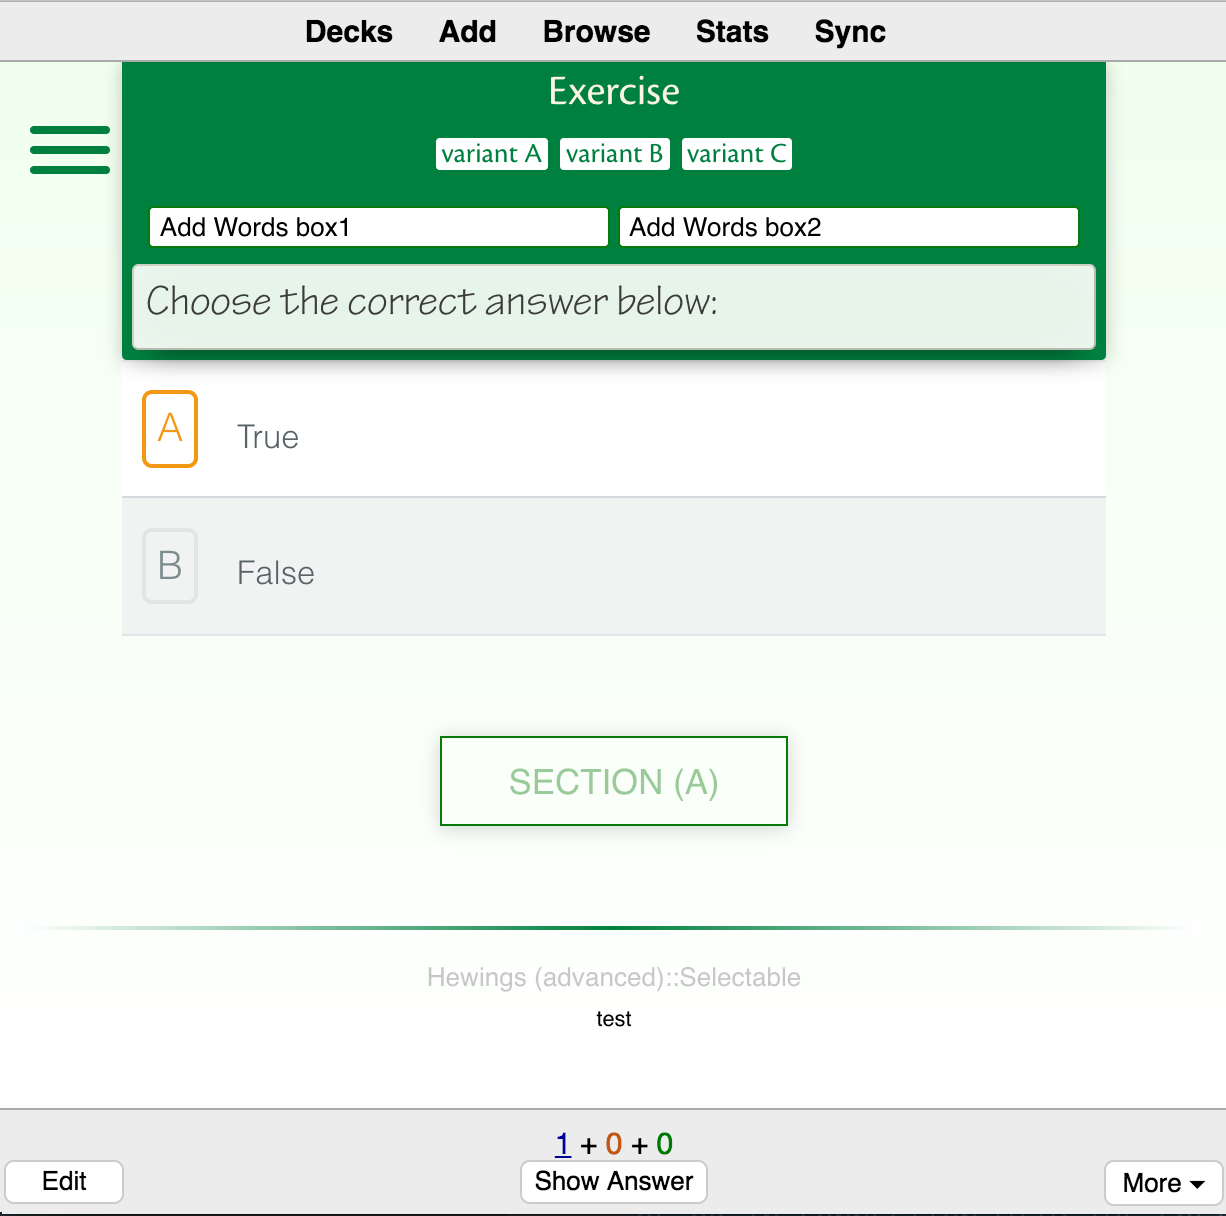 Decks Add Browse Stats Sync
Exercise
variant A variant B variant C
Add Words box1 Add Words box2
Choose the correct answer below:
A True
B False
SECTION (A)
Hewings (advanced)::Selectable
test
1 + 0 + 0
Edit Show Answer More